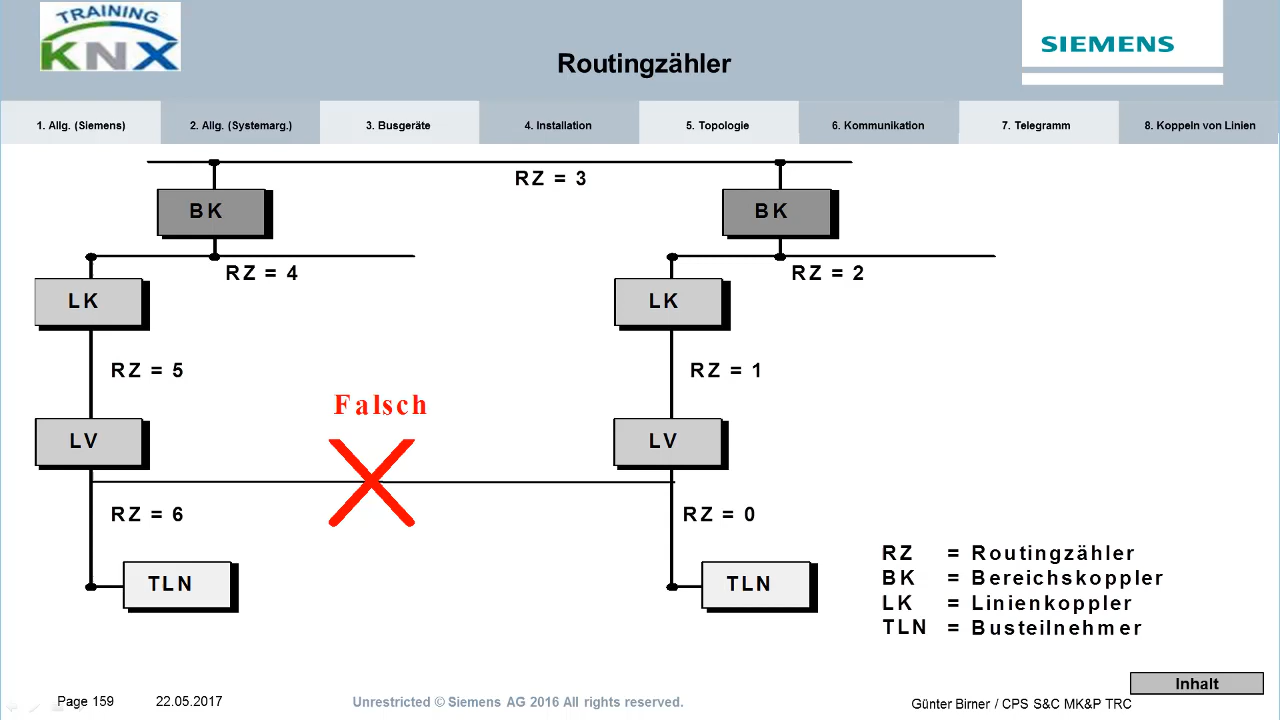 TRAINING
KNX
SIEMENS
Routingzähler
1. Allg. (Siemens)
2. Allg. (Systemarg.)
3. Busgeräte
4. Installation
5. Topologie
6. Kommunikation
7. Telegramm
8. Koppeln von Linien
RZ = 3
BK
BK
RZ = 4
RZ = 2
LK
LK
RZ = 5
RZ = 1
Falsch
LV
LV
RZ = 6
RZ = 0
TLN
TLN
RZ = Routingzähler
BK = Bereichskoppler
LK = Linienkoppler
TLN = Busteilnehmer
Inhalt
Page 159
22.05.2017
Unrestricted © Siemens AG 2016 All rights reserved.
Günter Birner / CPS S&C MK&P TRC